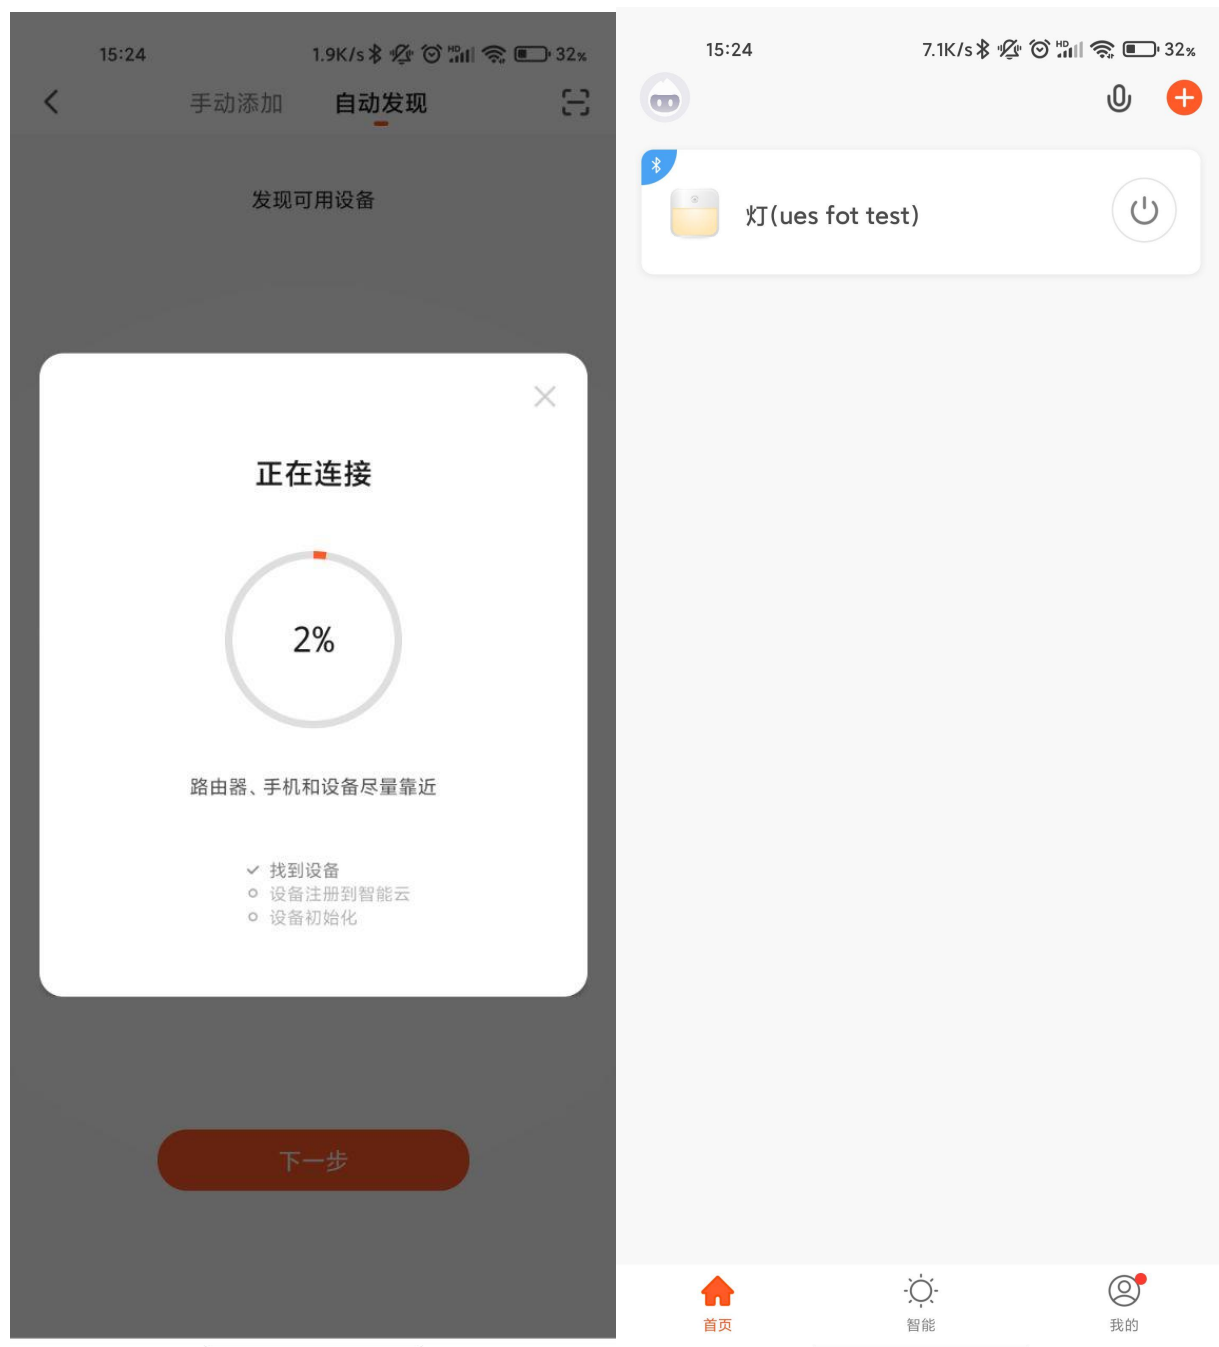 15:24
1.9K/s
HD
32%
手动添加
自动发现
发现可用设备
正在连接
2%
路由器、手机和设备尽量靠近
找到设备
设备注册到智能云
设备初始化
下一步
15:24
7.1K/s
HD
32%
灯(ues fot test)
首页
智能
我的